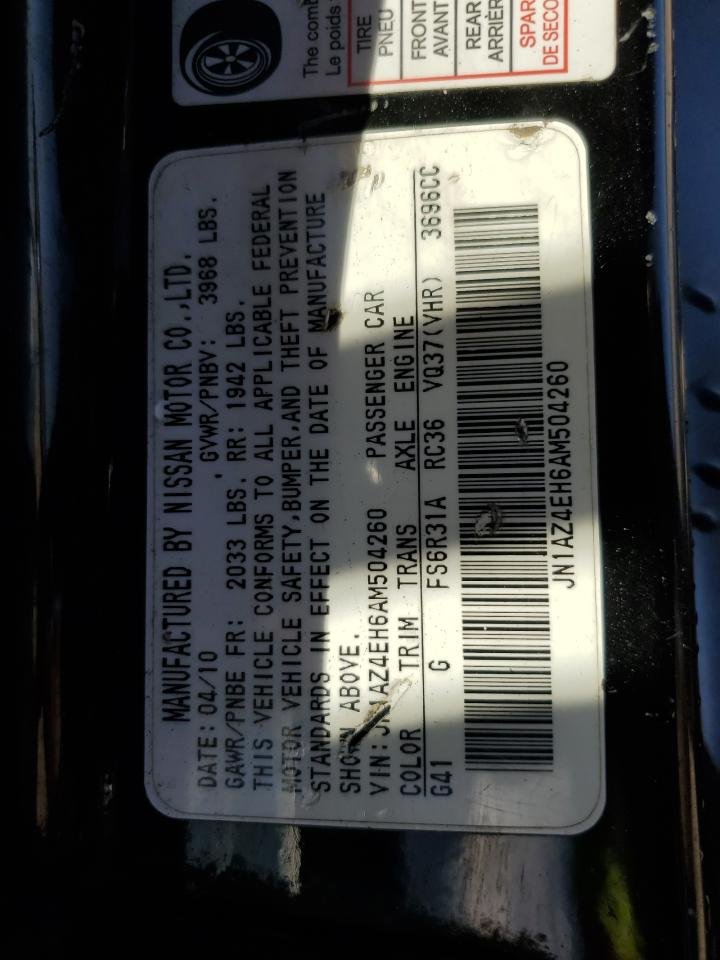 The comb
Le poids
TIRE
PNEU
FRONT
AVANT
REAR
ARRIÈR
SPAR
DE SECO
MANUFACTURED BY NISSAN MOTOR CO.,LTD.
DATE: 04/10 GVWR/PNBV: 3968 LBS.
GAWR/PNBE FR: 2033 LBS. RR: 1942 LBS.
THIS VEHICLE CONFORMS TO ALL APPLICABLE FEDERAL
MOTOR VEHICLE SAFETY,BUMPER,AND THEFT PREVENTION
STANDARDS IN EFFECT ON THE DATE OF MANUFACTURE
SHOWN ABOVE.
VIN:JN1AZ4EH6AM504260 PASSENGER CAR
COLOR TRIM TRANS AXLE ENGINE
G41 G FS6R31A RC36 VQ37(VHR) 3696CC
JN1AZ4EH6AM504260